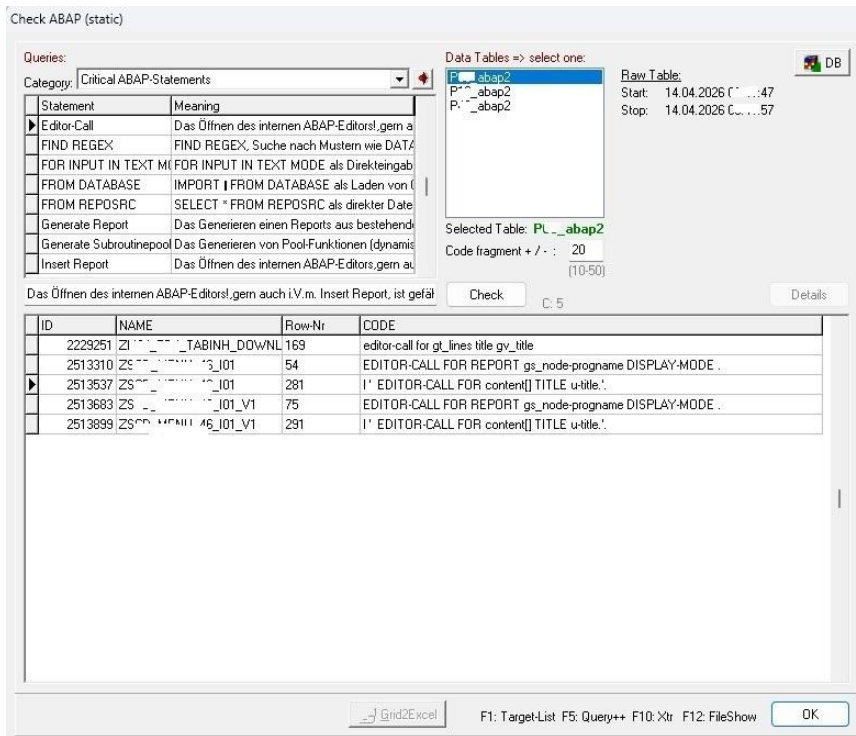 Check ABAP (static)
Queries:
Category: Critical ABAP-Statements
Statement Meaning
Editor-Call Das Öffnen des internen ABAP-Editors!,gern a
FIND REGEX FIND REGEX, Suche nach Mustern wie DATA
FOR INPUT IN TEXT M FOR INPUT IN TEXT MODE als Direkteingab
FROM DATABASE IMPORT FROM DATABASE als Laden von
FROM REPOSRC SELECT * FROM REPOSRC als direkter Date
Generate Report Das Generieren einen Reports aus bestehend
Generate Subroutinepool Das Generieren von Pool-Funktionen (dynamis
Insert Report Das Öffnen des internen ABAP-Editors,gern au
Das Öffnen des internen ABAP-Editors!,gern auch i.V.m. Insert Report, ist gefäh
Data Tables => select one:
abap2
_abap2
_abap2
Selected Table: _abap2
Code fragment + / - : 20
(10-50)
Check
C: 5
Raw Table:
Start: 14.04.2026 :47
Stop: 14.04.2026 :57
DB
Details
ID NAME Row-Nr CODE
2229251 _TABINH_DOWNL 169 editor-call for gt_lines title gv_title
2513310 _I01 54 EDITOR-CALL FOR REPORT gs_node-progname DISPLAY-MODE .
2513537 _I01 281 I ' EDITOR-CALL FOR content[] TITLE u-title.'.
2513683 _I01_V1 75 EDITOR-CALL FOR REPORT gs_node-progname DISPLAY-MODE .
2513899 46_I01_V1 291 I ' EDITOR-CALL FOR content[] TITLE u-title.'.
Grid2Excel
F1: Target-List F5: Query++ F10: Xtr F12: FileShow
OK